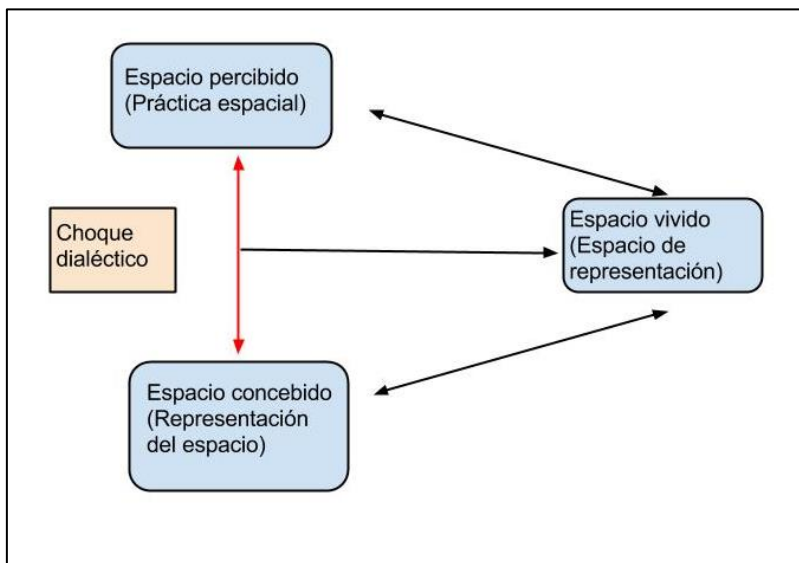 Espacio percibido
(Práctica espacial)
Choque
dialéctico
Espacio vivido
(Espacio de
representación)
Espacio concebido
(Representación
del espacio)